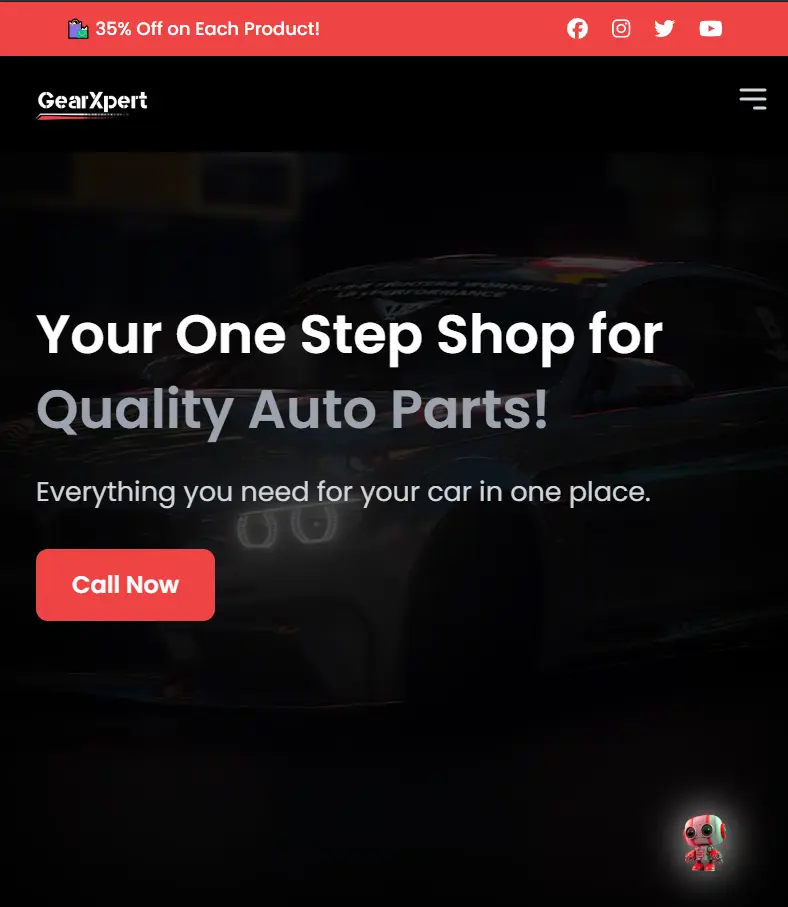 🛍️ 35% Off on Each Product!
GearXpert
Your One Step Shop for
Quality Auto Parts!
Everything you need for your car in one place.
Call Now